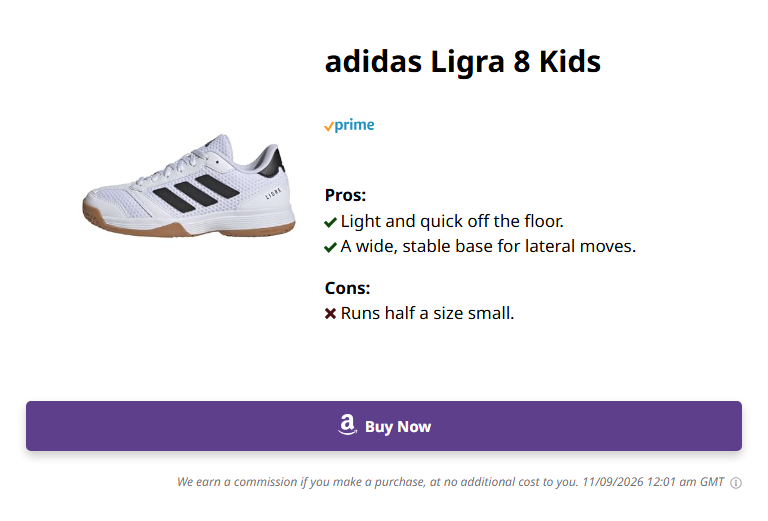 adidas Ligra 8 Kids
prime
LIGRA
Pros:
Light and quick off the floor.
A wide, stable base for lateral moves.
Cons:
Runs half a size small.
a Buy Now
We earn a commission if you make a purchase, at no additional cost to you. 11/09/2026 12:01 am GMT